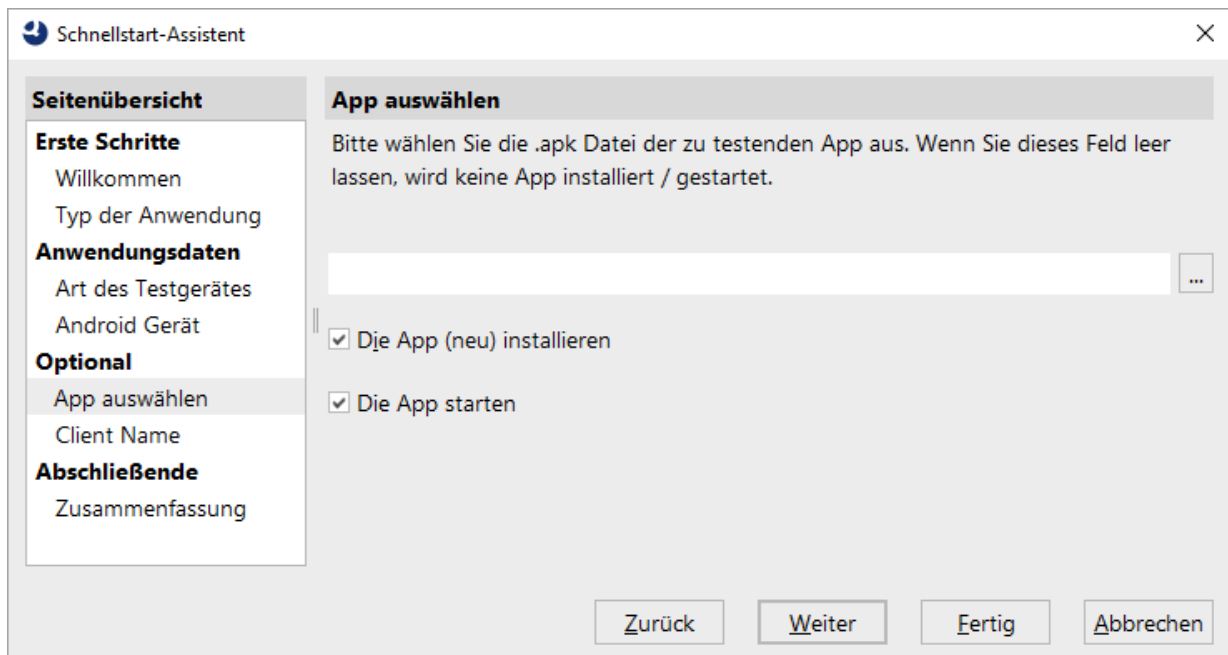 Schnellstart-Assistent
Seitenübersicht
Erste Schritte
Willkommen
Typ der Anwendung
Anwendungsdaten
Art des Testgerätes
Android Gerät
Optional
App auswählen
Client Name
Abschließende
Zusammenfassung
App auswählen
Bitte wählen Sie die .apk Datei der zu testenden App aus. Wenn Sie dieses Feld leer
lassen, wird keine App installiert / gestartet.
...
Die App (neu) installieren
Die App starten
Zurück
Weiter
Fertig
Abbrechen